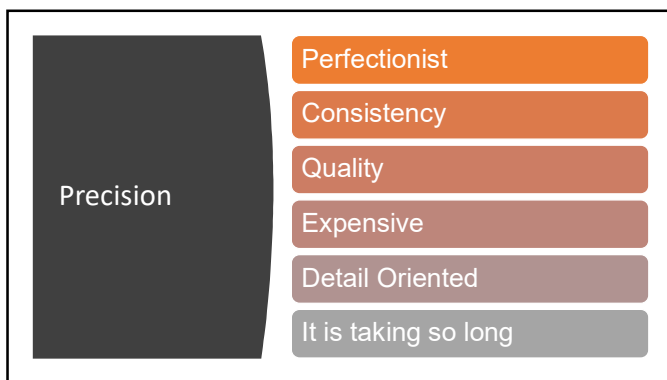 Precision
Perfectionist
Consistency
Quality
Expensive
Detail Oriented
It is taking so long